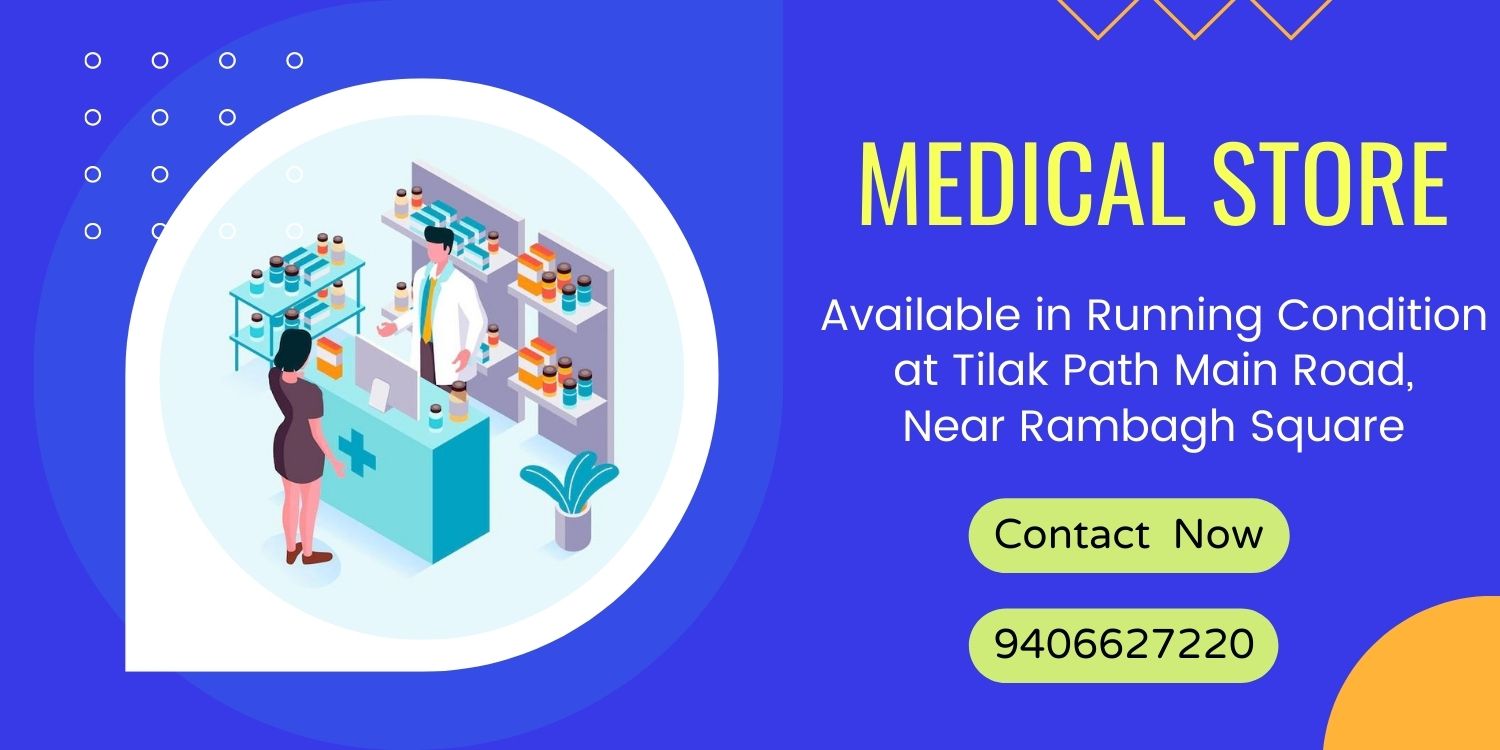 MEDICAL STORE
Available in Running Condition
at Tilak Path Main Road,
Near Rambagh Square
Contact Now
9406627220